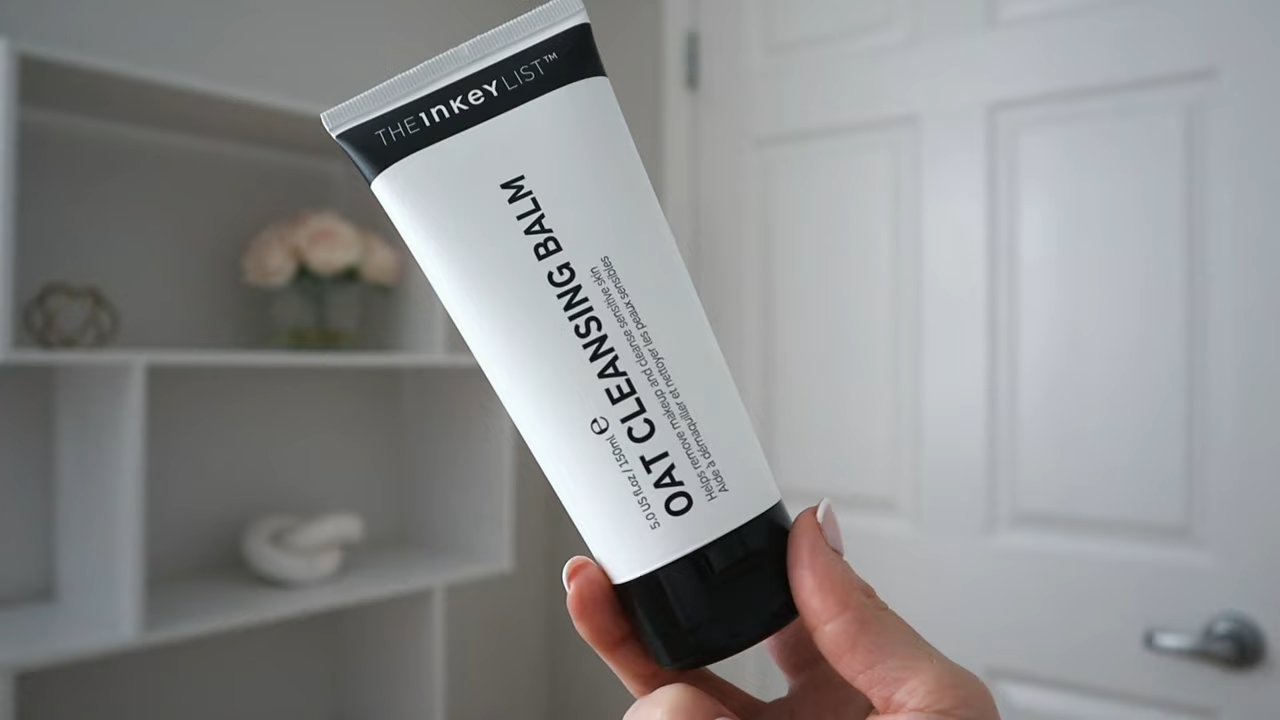 THE INKEY LIST™
OAT CLEANSING BALM
Helps remove makeup and cleanse sensitive skin.
Aide à démaquiller et nettoyer les peaux sensibles
5.0 US fl.oz / 150ml ℮